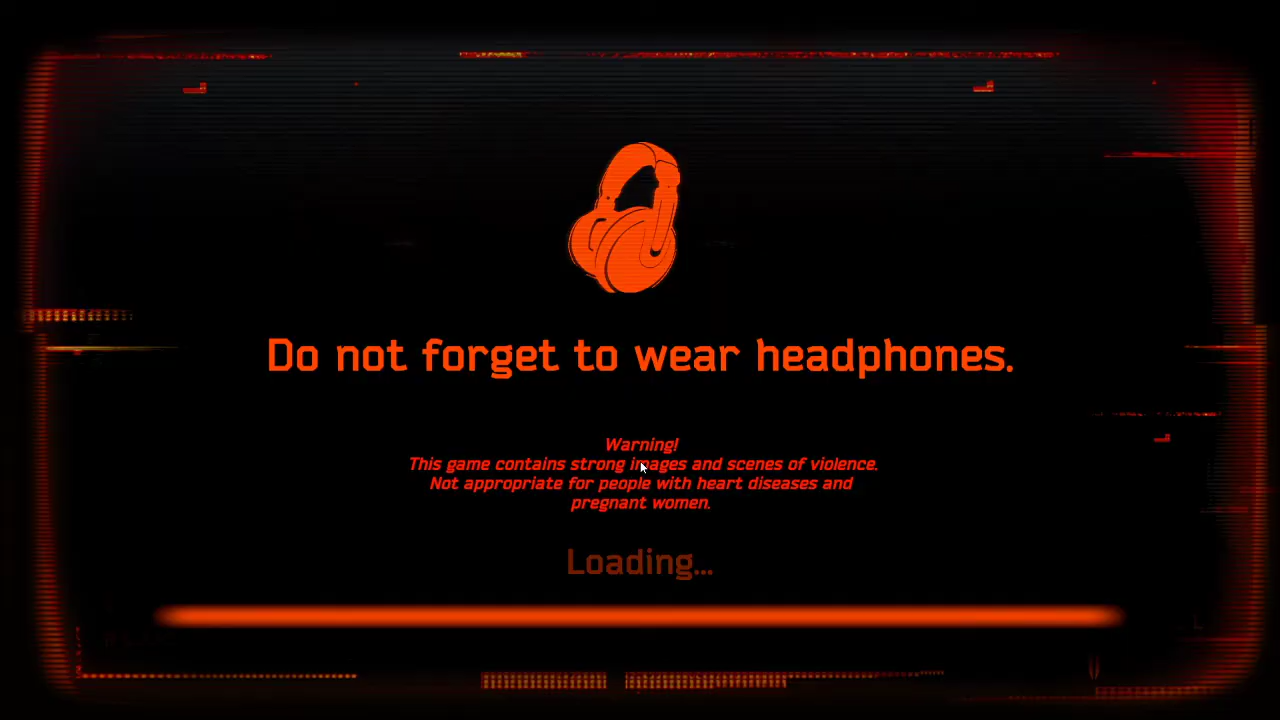 Do not forget to wear headphones.
Warning!
This game contains strong images and scenes of violence.
Not appropriate for people with heart diseases and
pregnant women.
Loading...